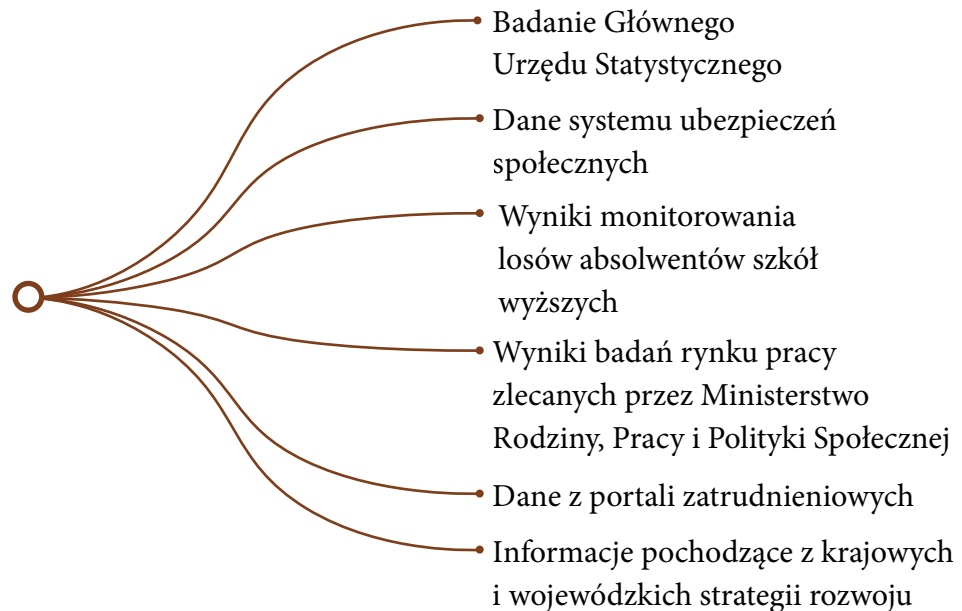 Badanie Głównego
Urzędu Statystycznego
Dane systemu ubezpieczeń
społecznych
Wyniki monitorowania
losów absolwentów szkół
wyższych
Wyniki badań rynku pracy
zlecanych przez Ministerstwo
Rodziny, Pracy i Polityki Społecznej
Dane z portali zatrudnieniowych
Informacje pochodzące z krajowych
i wojewódzkich strategii rozwoju